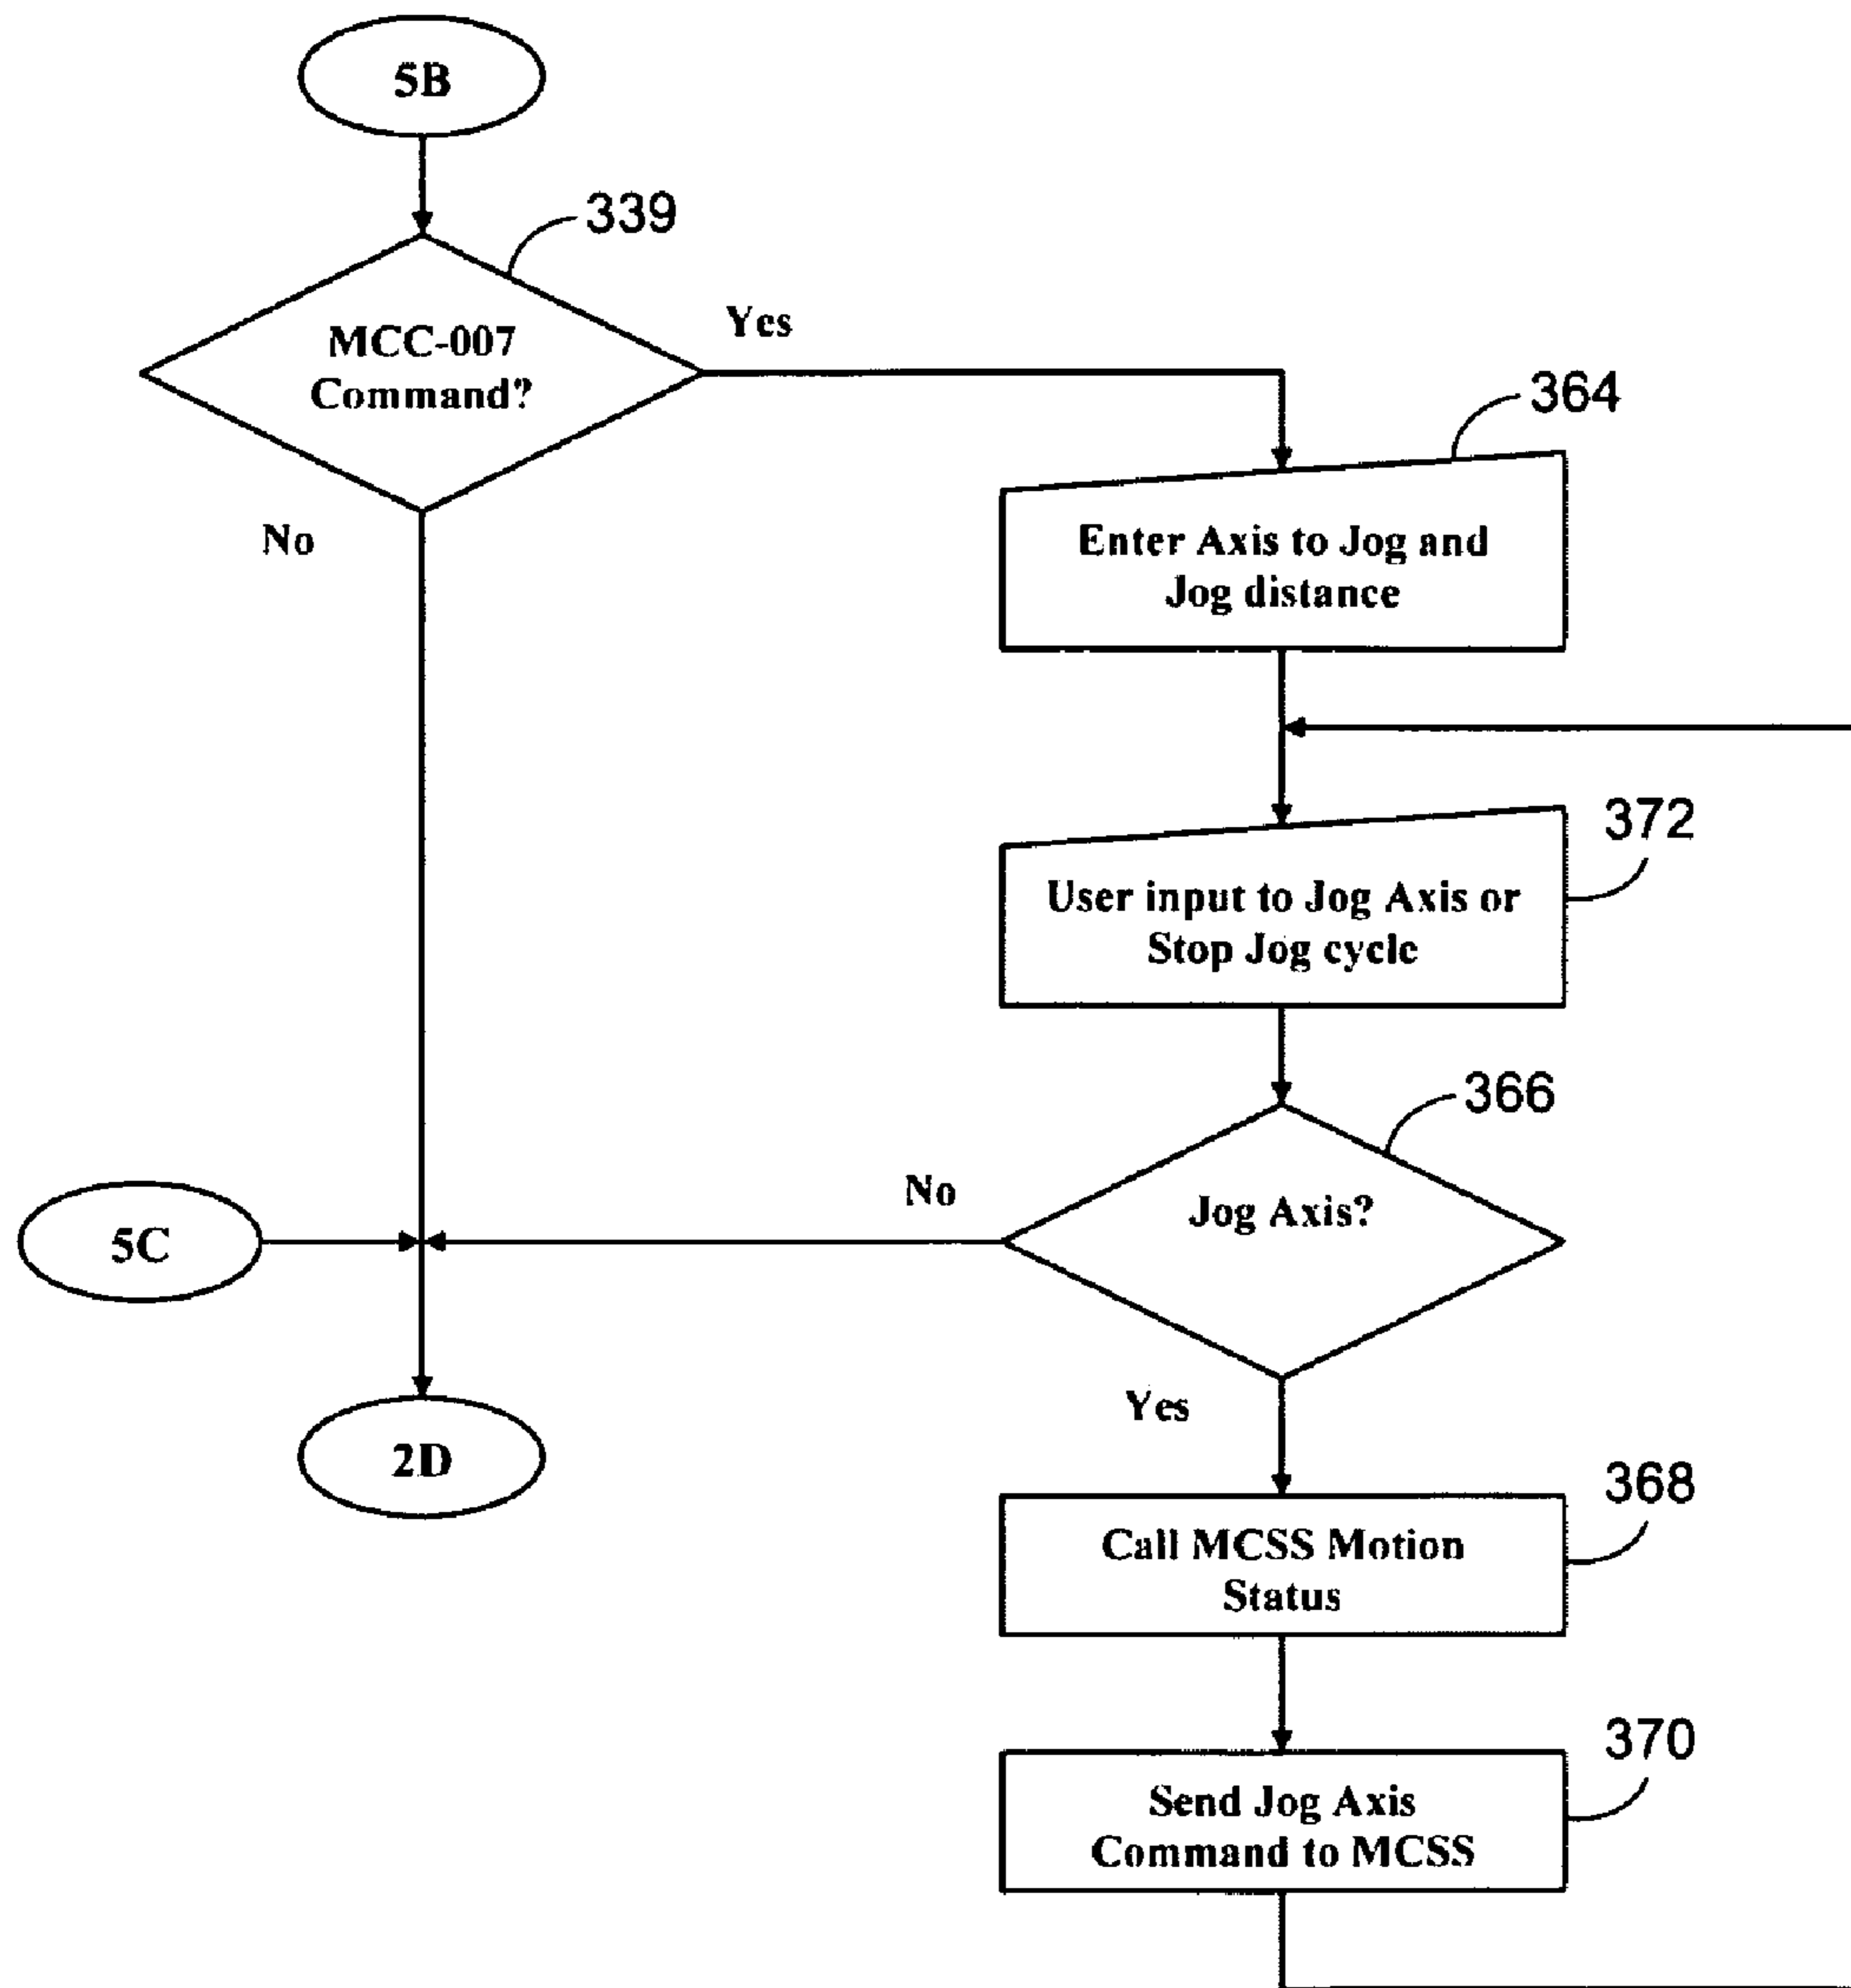 5B
339
MCC-007
Command?
Yes
No
364
Enter Axis to Jog and
Jog distance
372
User input to Jog Axis or
Stop Jog cycle
366
Jog Axis?
No
5C
Yes
2D
368
Call MCSS Motion
Status
370
Send Jog Axis
Command to MCSS